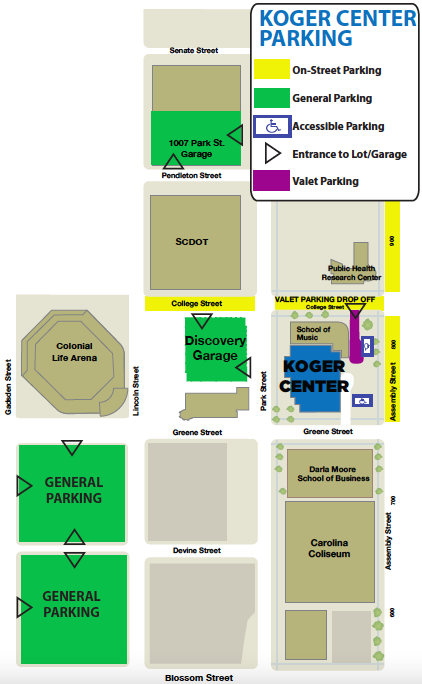 KOGER CENTER
PARKING
On-Street Parking
General Parking
Accessible Parking
Entrance to Lot/Garage
Valet Parking
Senate Street
1007 Park St.
Garage
Pendleton Street
SCDOT
900
Public Health
Research Center
College Street
VALET PARKING DROP OFF
College Street
Gadsden Street
Colonial
Life Arena
Lincoln Street
Discovery
Garage
Park Street
School of
Music
KOGER
CENTER
800
Assembly Street
Greene Street
Greene Street
GENERAL
PARKING
Darla Moore
School of Business
700
Carolina
Coliseum
Assembly Street
Devine Street
GENERAL
PARKING
600
Blossom Street